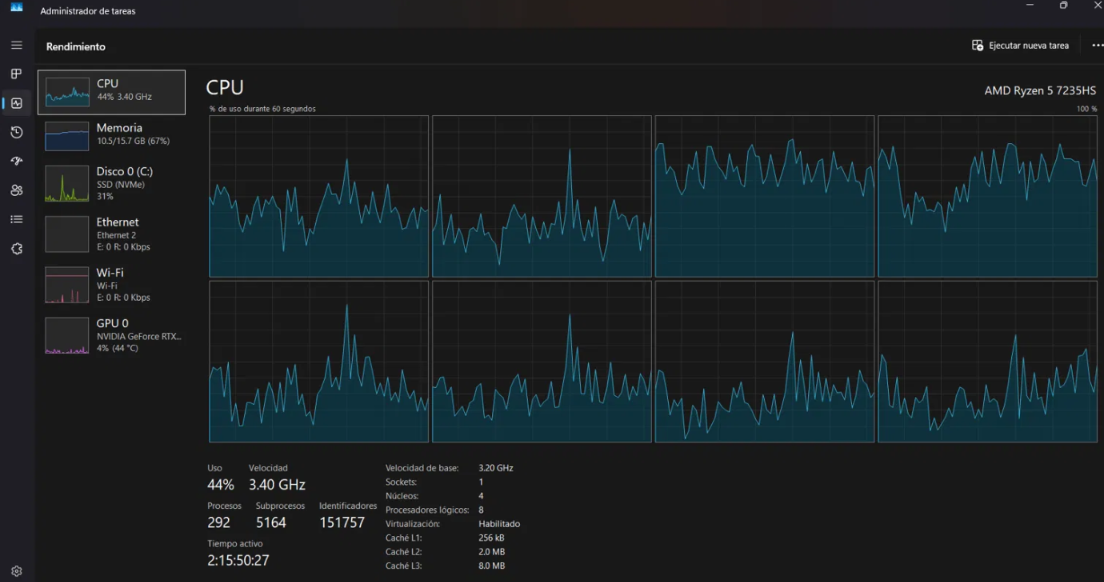 Administrador de tareas
Rendimiento
Ejecutar nueva tarea
CPU
44% 3.40 GHz
Memoria
10.5/15.7 GB (67%)
Disco 0 (C:)
SSD (NVMe)
31%
Ethernet
Ethernet 2
E: 0 R: 0 Kbps
Wi-Fi
Wi-Fi
E: 0 R: 0 Kbps
GPU 0
NVIDIA GeForce RTX...
4% (44 °C)
CPU
AMD Ryzen 5 7235HS
% de uso durante 60 segundos
100 %
Uso
Velocidad
44%
3.40 GHz
Procesos
Subprocesos
Identificadores
292
5164
151757
Tiempo activo
2:15:50:27
Velocidad de base: 3.20 GHz
Sockets: 1
Núcleos: 4
Procesadores lógicos: 8
Virtualización: Habilitado
Caché L1: 256 kB
Caché L2: 2.0 MB
Caché L3: 8.0 MB